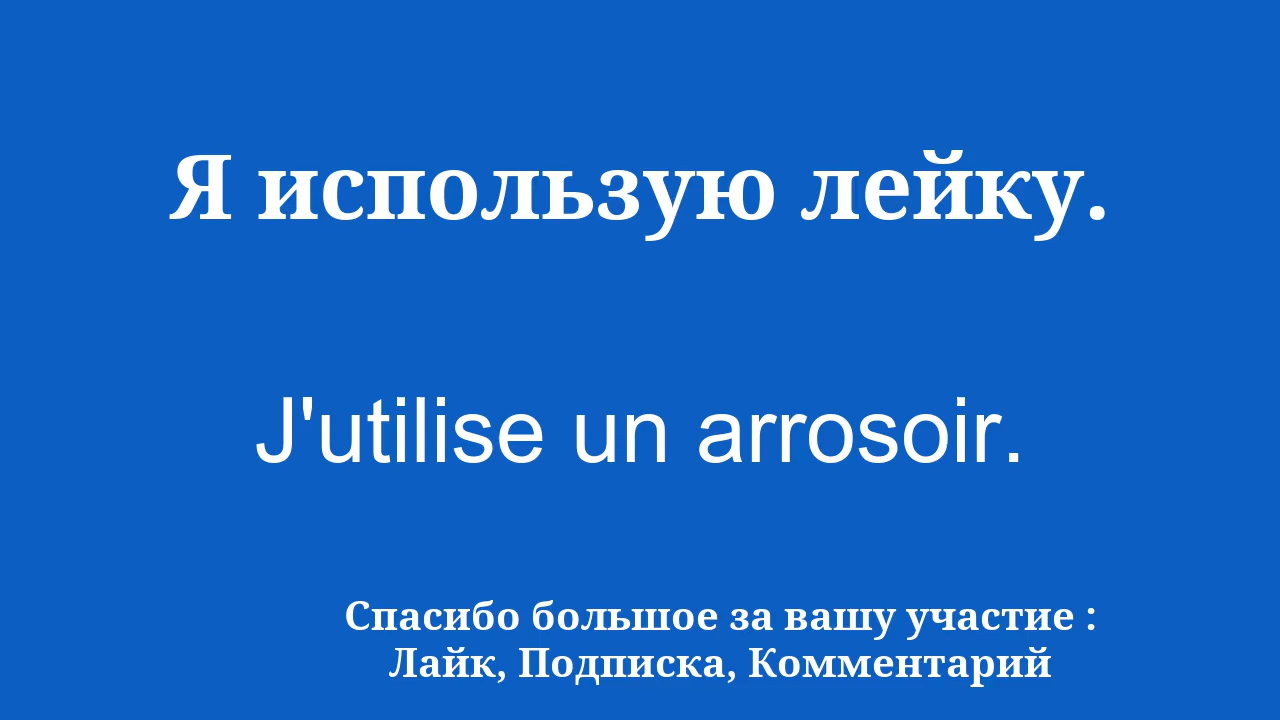 Я использую лейку.
J'utilise un arrosoir.
Спасибо большое за вашу участие :
Лайк, Подписка, Комментарий